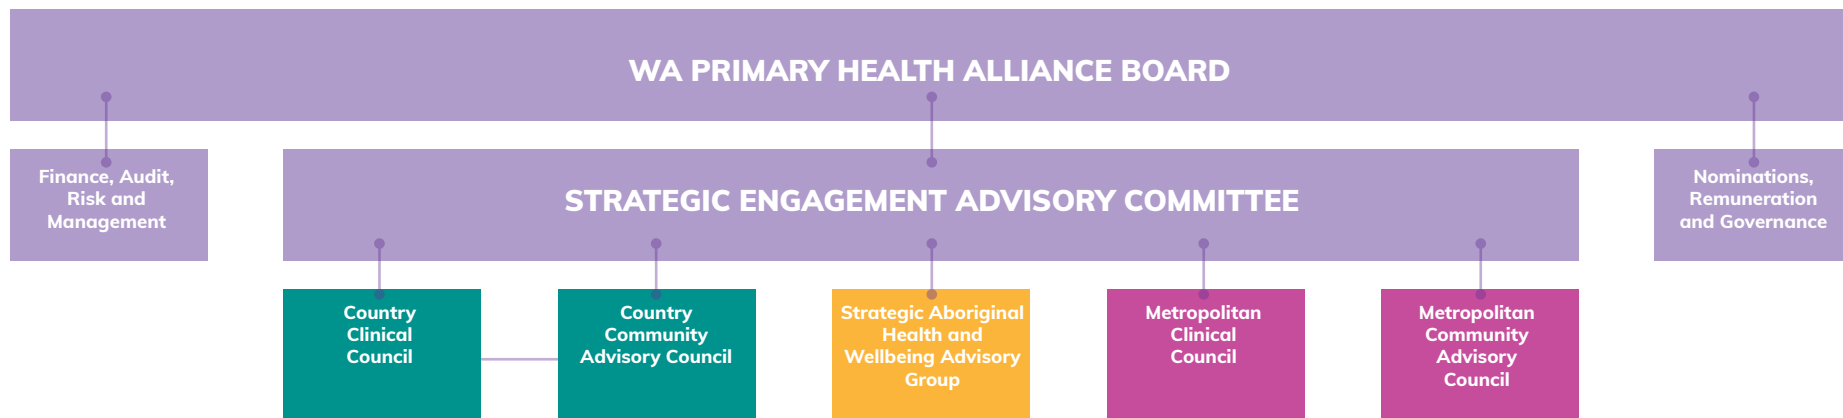 WA PRIMARY HEALTH ALLIANCE BOARD
Finance, Audit,
Risk and
Management
STRATEGIC ENGAGEMENT ADVISORY COMMITTEE
Nominations,
Remuneration
and Governance
Country
Clinical
Council
Country
Community
Advisory Council
Strategic Aboriginal
Health and
Wellbeing Advisory
Group
Metropolitan
Clinical
Council
Metropolitan
Community
Advisory
Council